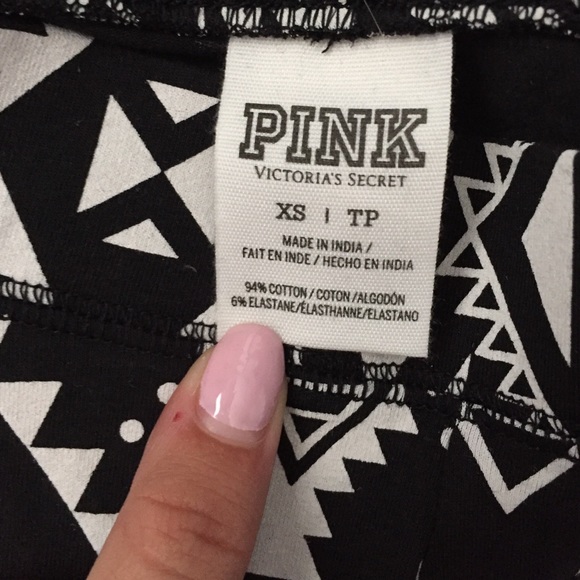 PINK
VICTORIA'S SECRET
XS | TP
MADE IN INDIA /
FAIT EN INDE / HECHO EN INDIA
94% COTTON / COTON / ALGODÓN
6% ELASTANE/ÉLASTHANNE/ELASTANO